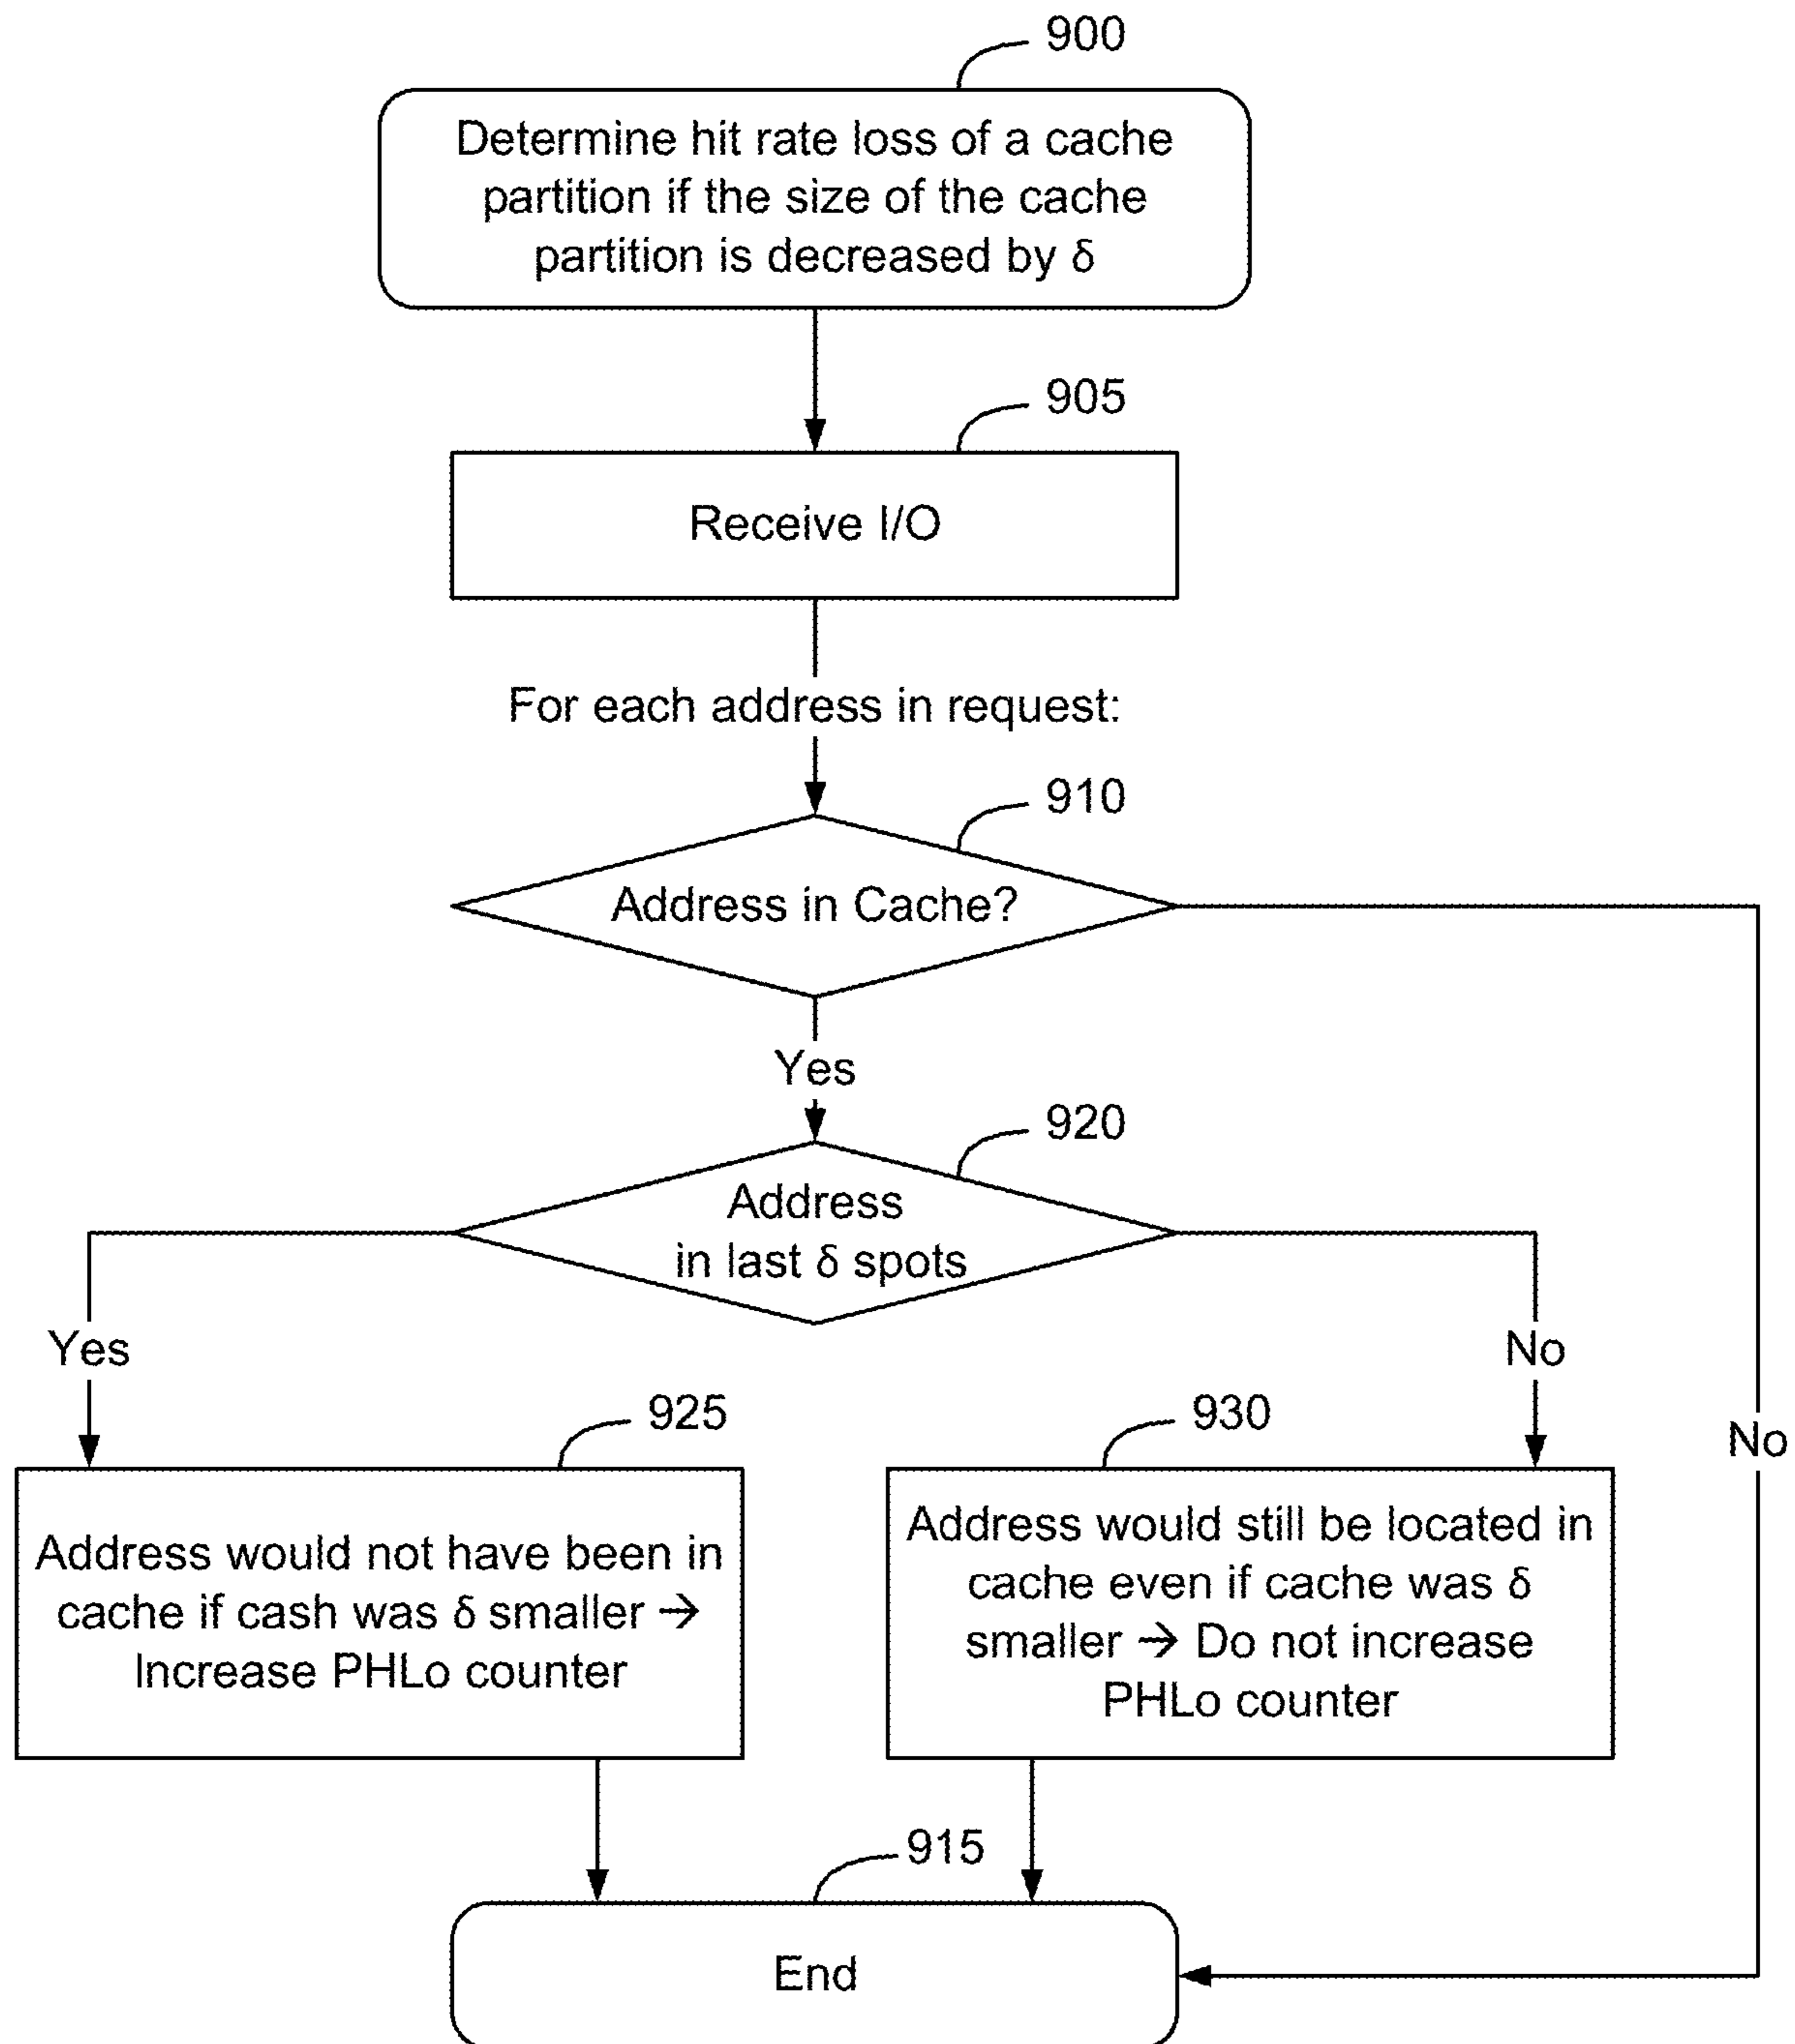 900
Determine hit rate loss of a cache
partition if the size of the cache
partition is decreased by δ
905
Receive I/O
For each address in request:
910
Address in Cache?
Yes
920
Address
in last δ spots
Yes
No
925
930
No
Address would not have been in
cache if cash was δ smaller →
Increase PHLo counter
Address would still be located in
cache even if cache was δ
smaller → Do not increase
PHLo counter
915
End